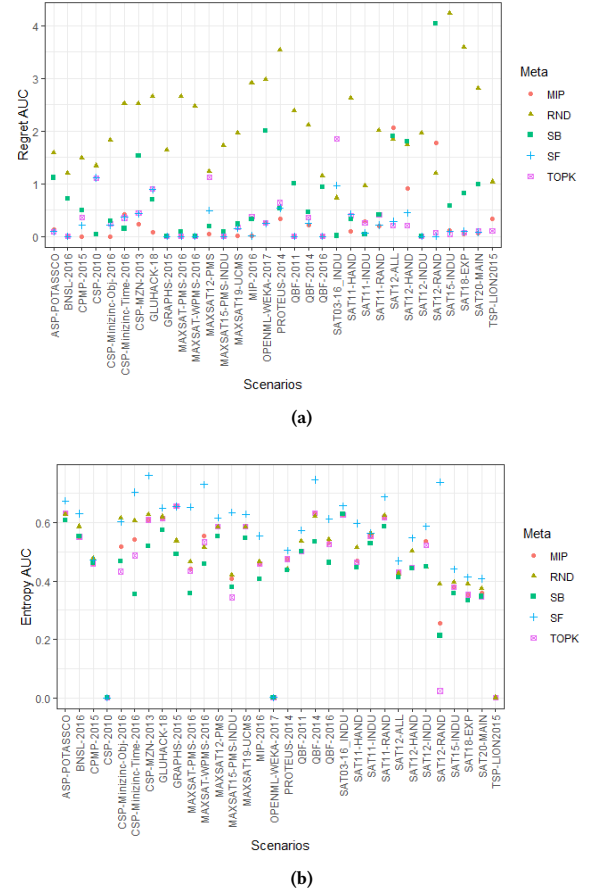 4
3
2
1
0
Regret AUC
ASP-POTASSCO
BNSL-2016
CPMP-2015
CSP-2010
CSP-Minizinc-Obj-2016
CSP-Minizinc-Time-2016
CSP-MZN-2013
GLUHACK-18
GRAPHS-2015
MAXSAT-PMS-2016
MAXSAT-WPMS-2016
MAXSAT12-PMS
MAXSAT15-PMS-INDU
MAXSAT19-UCMS
MIP-2016
OPENML-WEKA-2017
PROTEUS-2014
QBF-2011
QBF-2014
QBF-2016
SAT03-16_INDU
SAT11-HAND
SAT11-INDU
SAT11-RAND
SAT12-ALL
SAT12-HAND
SAT12-INDU
SAT12-RAND
SAT15-INDU
SAT18-EXP
SAT20-MAIN
TSP-LION2015
Scenarios
Meta
MIP
RND
SB
SF
TOPK
(a)
0.6
0.4
0.2
0.0
Entropy AUC
ASP-POTASSCO
BNSL-2016
CPMP-2015
CSP-2010
CSP-Minizinc-Obj-2016
CSP-Minizinc-Time-2016
CSP-MZN-2013
GLUHACK-18
GRAPHS-2015
MAXSAT-PMS-2016
MAXSAT-WPMS-2016
MAXSAT12-PMS
MAXSAT15-PMS-INDU
MAXSAT19-UCMS
MIP-2016
OPENML-WEKA-2017
PROTEUS-2014
QBF-2011
QBF-2014
QBF-2016
SAT03-16_INDU
SAT11-HAND
SAT11-INDU
SAT11-RAND
SAT12-ALL
SAT12-HAND
SAT12-INDU
SAT12-RAND
SAT15-INDU
SAT18-EXP
SAT20-MAIN
TSP-LION2015
Scenarios
Meta
MIP
RND
SB
SF
TOPK
(b)